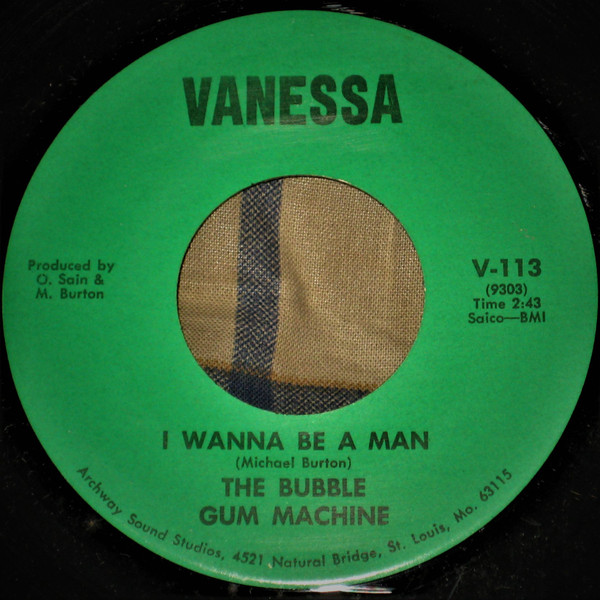 VANESSA
Produced by
O. Sain &
M. Burton
V-113
(9303)
Time 2:43
Saico—BMI
I WANNA BE A MAN
(Michael Burton)
THE BUBBLE
GUM MACHINE
Archway Sound Studios, 4521 Natural Bridge, St. Louis, Mo. 63115